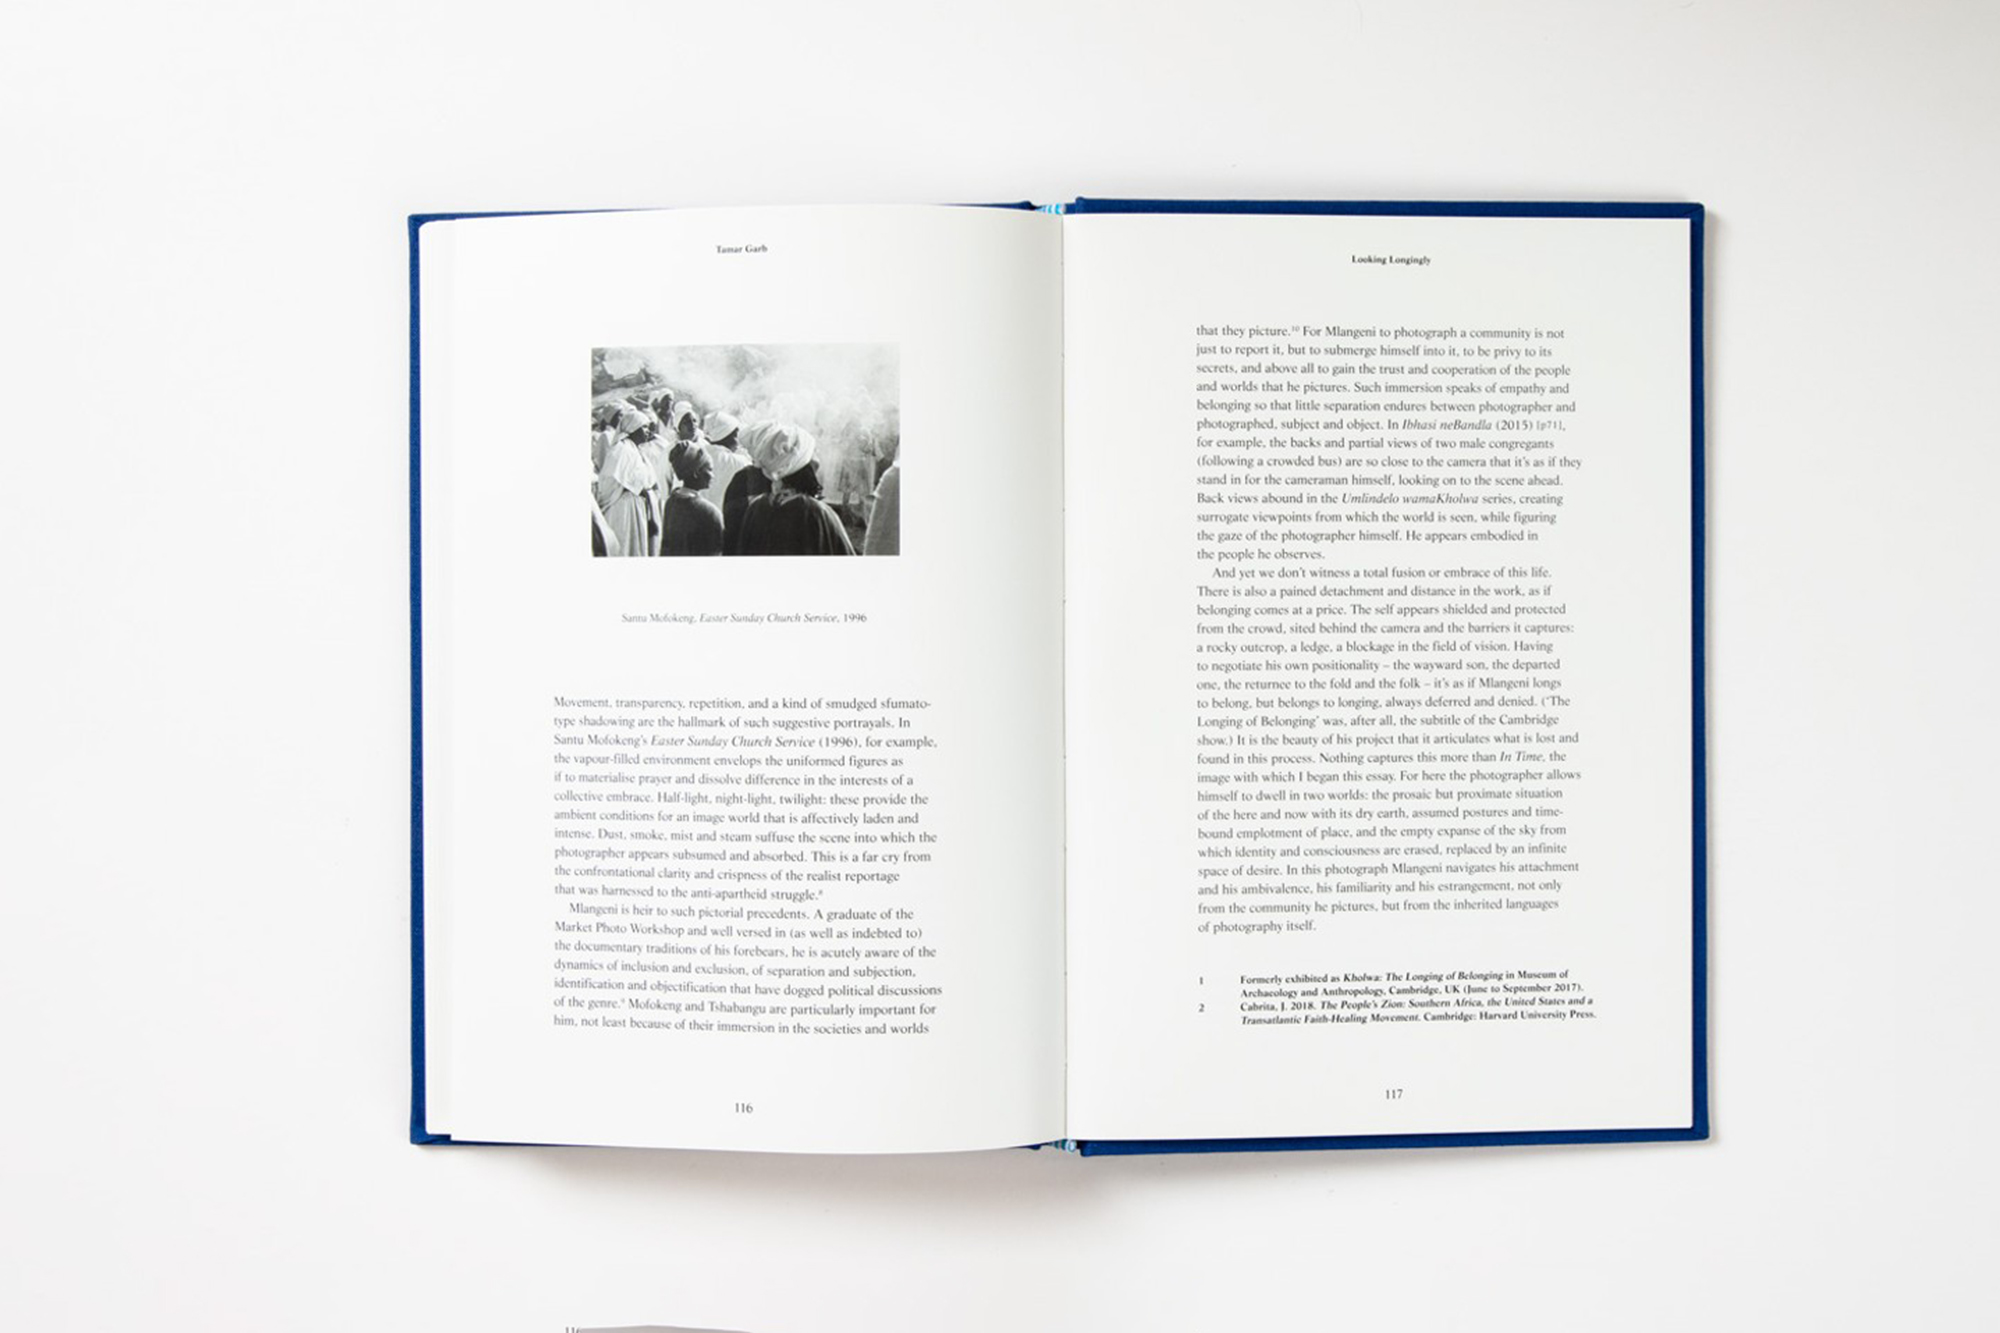 Tamar Garb
Santu Mofokeng, Easter Sunday Church Service, 1996
Movement, transparency, repetition, and a kind of smudged sfumato-
type shadowing are the hallmark of such suggestive portrayals. In
Santu Mofokeng's Easter Sunday Church Service (1996), for example,
the vapour-filled environment envelops the uniformed figures as
if to materialise prayer and dissolve difference in the interests of a
collective embrace. Half-light, night-light, twilight: these provide the
ambient conditions for an image world that is affectively laden and
intense. Dust, smoke, mist and steam suffuse the scene into which the
photographer appears subsumed and absorbed. This is a far cry from
the confrontational clarity and crispness of the realist reportage
that was harnessed to the anti-apartheid struggle.⁸
Mlangeni is heir to such pictorial precedents. A graduate of the
Market Photo Workshop and well versed in (as well as indebted to)
the documentary traditions of his forebears, he is acutely aware of the
dynamics of inclusion and exclusion, of separation and subjection,
identification and objectification that have dogged political discussions
of the genre.⁹ Mofokeng and Tshabangu are particularly important for
him, not least because of their immersion in the societies and worlds
116
Looking Longingly
that they picture.¹⁰ For Mlangeni to photograph a community is not
just to report it, but to submerge himself into it, to be privy to its
secrets, and above all to gain the trust and cooperation of the people
and worlds that he pictures. Such immersion speaks of empathy and
belonging so that little separation endures between photographer and
photographed, subject and object. In Ibhasi neBandla (2015) [p71],
for example, the backs and partial views of two male congregants
(following a crowded bus) are so close to the camera that it's as if they
stand in for the cameraman himself, looking on to the scene ahead.
Back views abound in the Umlindelo wamaKholwa series, creating
surrogate viewpoints from which the world is seen, while figuring
the gaze of the photographer himself. He appears embodied in
the people he observes.
And yet we don't witness a total fusion or embrace of this life.
There is also a pained detachment and distance in the work, as if
belonging comes at a price. The self appears shielded and protected
from the crowd, sited behind the camera and the barriers it captures:
a rocky outcrop, a ledge, a blockage in the field of vision. Having
to negotiate his own positionality – the wayward son, the departed
one, the returnee to the fold and the folk – it's as if Mlangeni longs
to belong, but belongs to longing, always deferred and denied. ('The
Longing of Belonging' was, after all, the subtitle of the Cambridge
show.) It is the beauty of his project that it articulates what is lost and
found in this process. Nothing captures this more than In Time, the
image with which I began this essay. For here the photographer allows
himself to dwell in two worlds: the prosaic but proximate situation
of the here and now with its dry earth, assumed postures and time-
bound emplotment of place, and the empty expanse of the sky from
which identity and consciousness are erased, replaced by an infinite
space of desire. In this photograph Mlangeni navigates his attachment
and his ambivalence, his familiarity and his estrangement, not only
from the community he pictures, but from the inherited languages
of photography itself.
1 Formerly exhibited as Kholwa: The Longing of Belonging in Museum of
Archaeology and Anthropology, Cambridge, UK (June to September 2017).
2 Cabrita, J. 2018. The People's Zion: Southern Africa, the United States and a
Transatlantic Faith-Healing Movement. Cambridge: Harvard University Press.
117